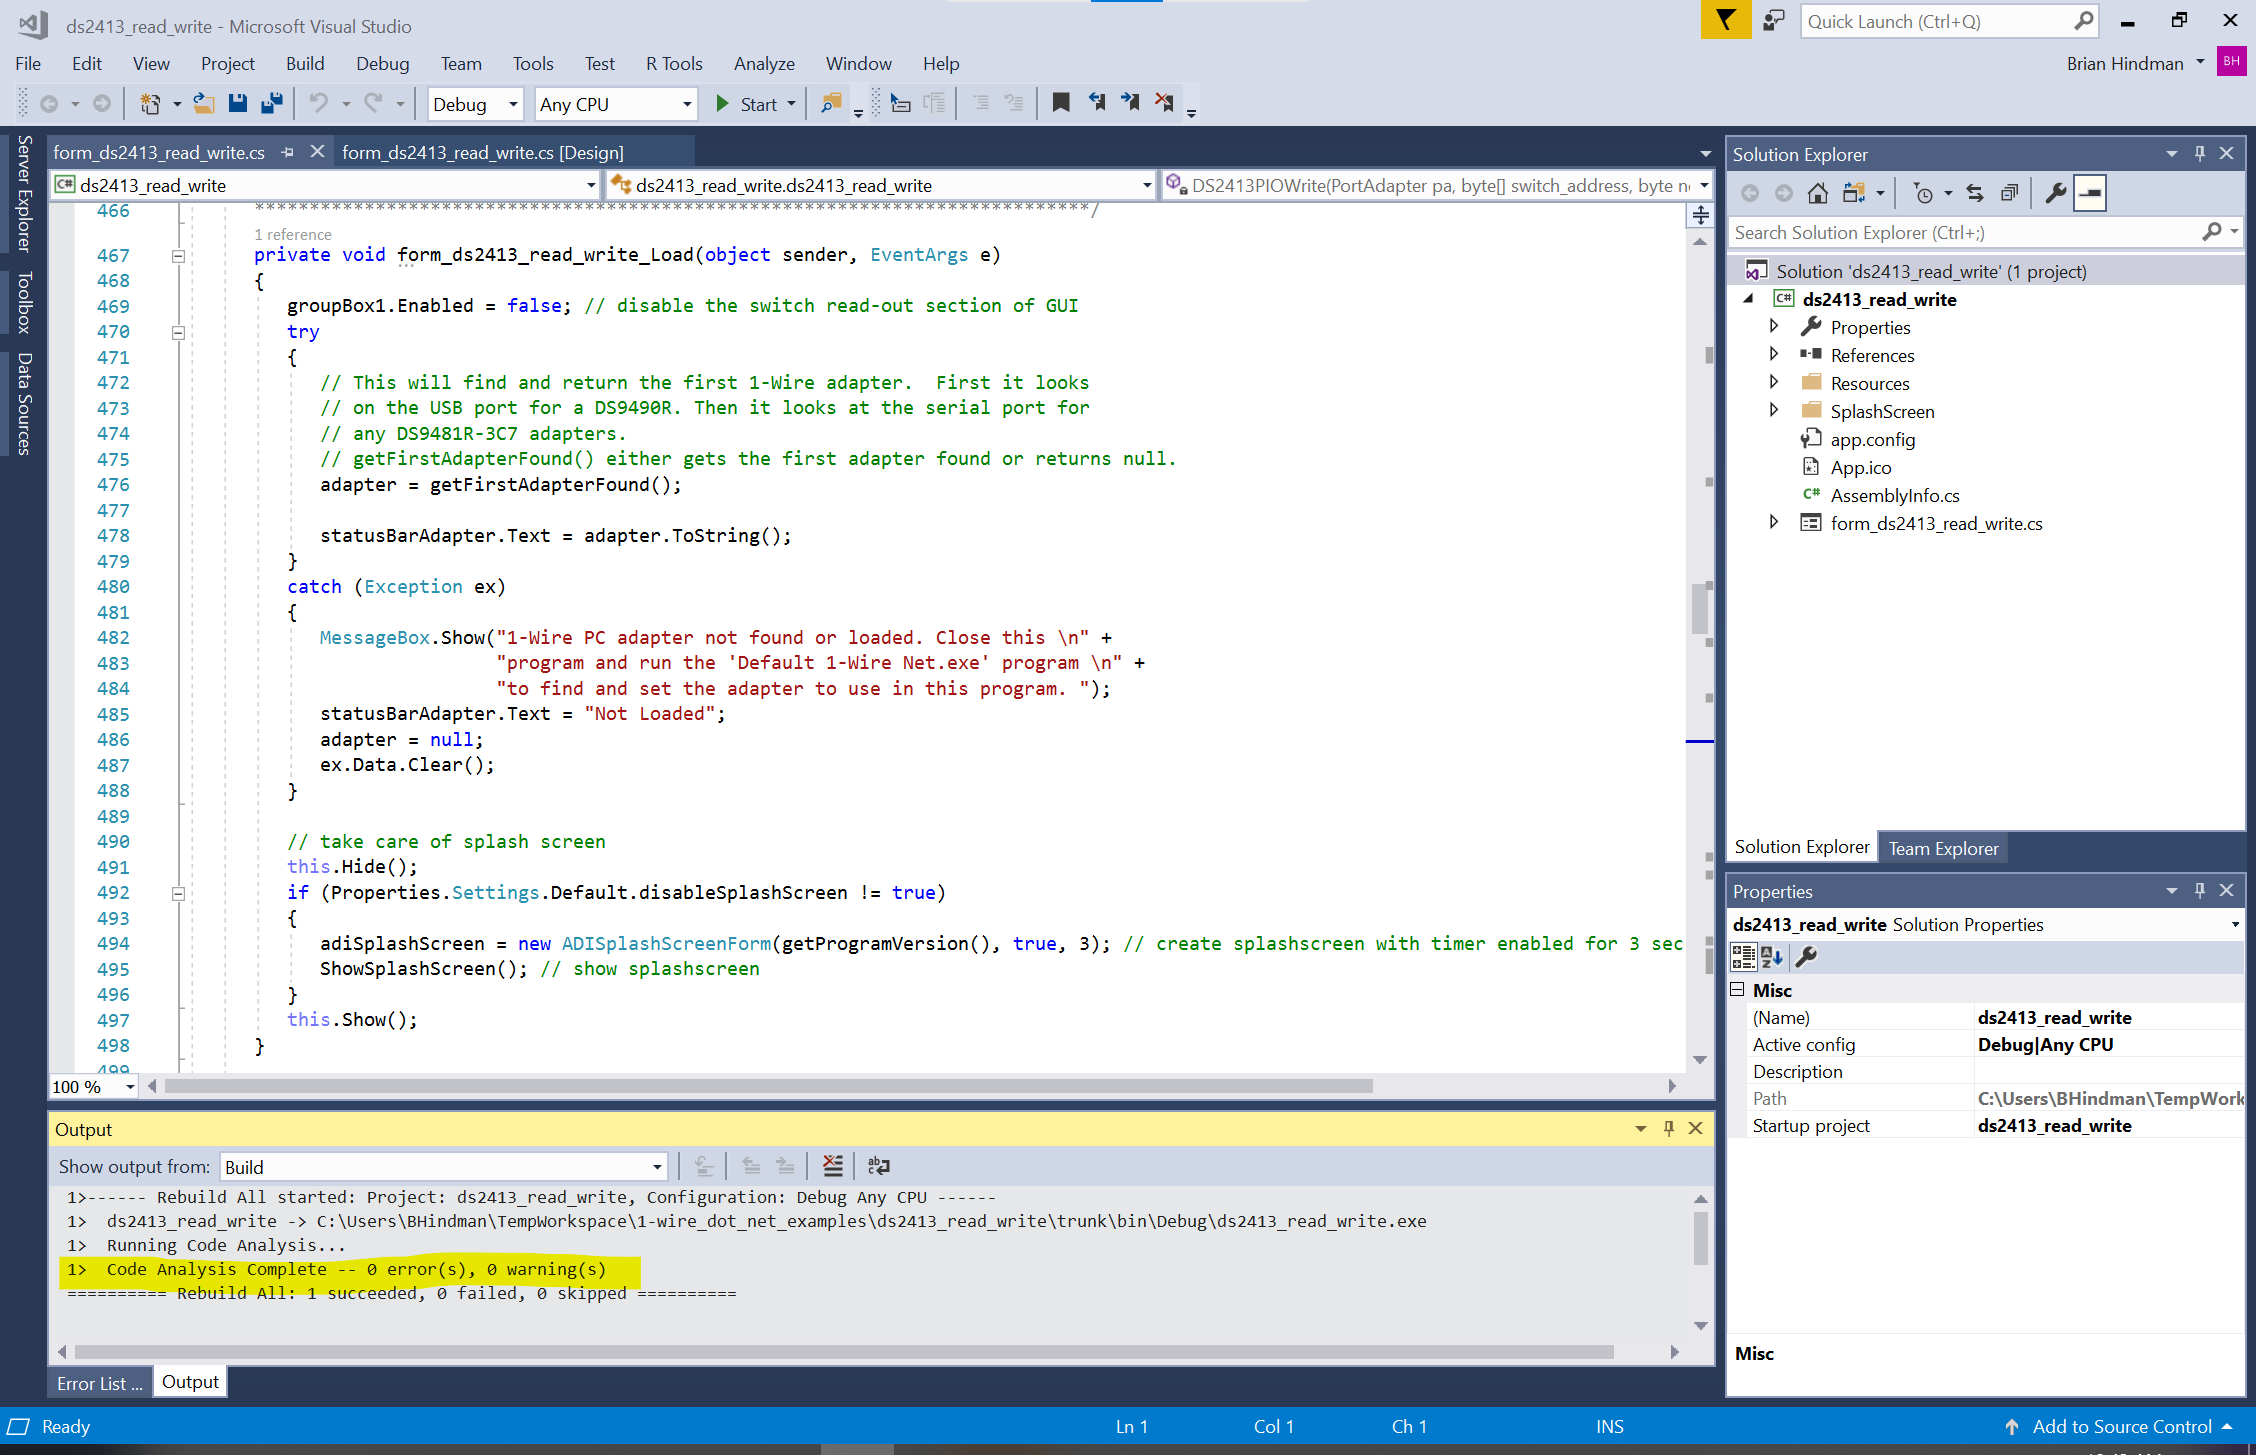 ds2413_read_write - Microsoft Visual Studio
Quick Launch (Ctrl+Q)
File Edit View Project Build Debug Team Tools Test R Tools Analyze Window Help
Brian Hindman BH
Debug Any CPU Start
Server Explorer
Toolbox
Data Sources
form_ds2413_read_write.cs form_ds2413_read_write.cs [Design]
C# ds2413_read_write ds2413_read_write.ds2413_read_write DS2413PIOWrite(PortAdapter pa, byte[] switch_address, byte n
466 ****************************************************************************/
1 reference
467 private void form_ds2413_read_write_Load(object sender, EventArgs e)
468 {
469 groupBox1.Enabled = false; // disable the switch read-out section of GUI
470 try
471 {
472 // This will find and return the first 1-Wire adapter.  First it looks
473 // on the USB port for a DS9490R. Then it looks at the serial port for
474 // any DS9481R-3C7 adapters.
475 // getFirstAdapterFound() either gets the first adapter found or returns null.
476 adapter = getFirstAdapterFound();
477
478 statusBarAdapter.Text = adapter.ToString();
479 }
480 catch (Exception ex)
481 {
482 MessageBox.Show("1-Wire PC adapter not found or loaded. Close this \n" +
483 "program and run the 'Default 1-Wire Net.exe' program \n" +
484 "to find and set the adapter to use in this program. ");
485 statusBarAdapter.Text = "Not Loaded";
486 adapter = null;
487 ex.Data.Clear();
488 }
489
490 // take care of splash screen
491 this.Hide();
492 if (Properties.Settings.Default.disableSplashScreen != true)
493 {
494 adiSplashScreen = new ADISplashScreenForm(getProgramVersion(), true, 3); // create splashscreen with timer enabled for 3 sec
495 ShowSplashScreen(); // show splashscreen
496 }
497 this.Show();
498 }
499
100 %
Output
Show output from: Build
1>------ Rebuild All started: Project: ds2413_read_write, Configuration: Debug Any CPU ------
1>  ds2413_read_write -> C:\Users\BHindman\TempWorkspace\1-wire_dot_net_examples\ds2413_read_write\trunk\bin\Debug\ds2413_read_write.exe
1>  Running Code Analysis...
1>  Code Analysis Complete -- 0 error(s), 0 warning(s)
========== Rebuild All: 1 succeeded, 0 failed, 0 skipped ==========
Error List ... Output
Solution Explorer
Search Solution Explorer (Ctrl+;)
Solution 'ds2413_read_write' (1 project)
C# ds2413_read_write
Properties
References
Resources
SplashScreen
app.config
App.ico
C# AssemblyInfo.cs
form_ds2413_read_write.cs
Solution Explorer Team Explorer
Properties
ds2413_read_write Solution Properties
Misc
(Name) ds2413_read_write
Active config Debug|Any CPU
Description
Path C:\Users\BHindman\TempWork
Startup project ds2413_read_write
Misc
Ready Ln 1 Col 1 Ch 1 INS Add to Source Control